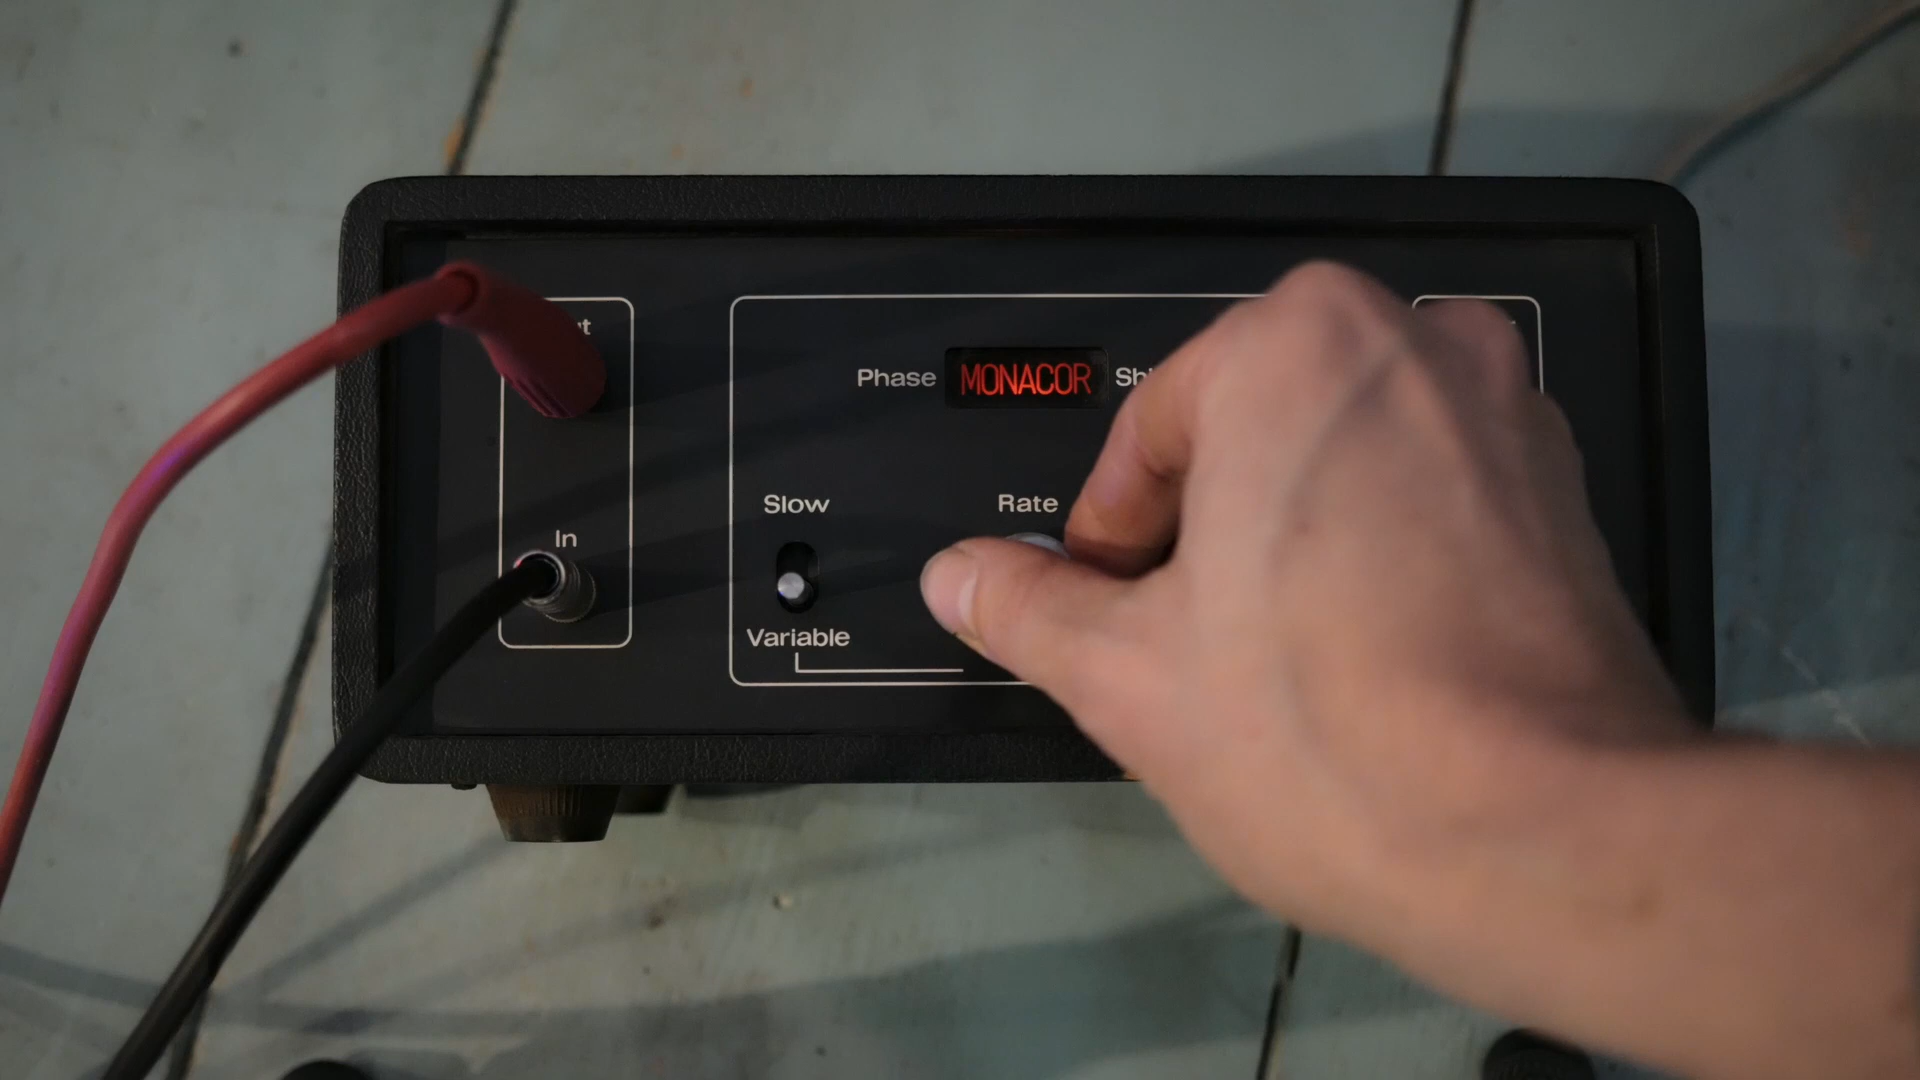 Phase MONACOR
Slow
Rate
In
Variable